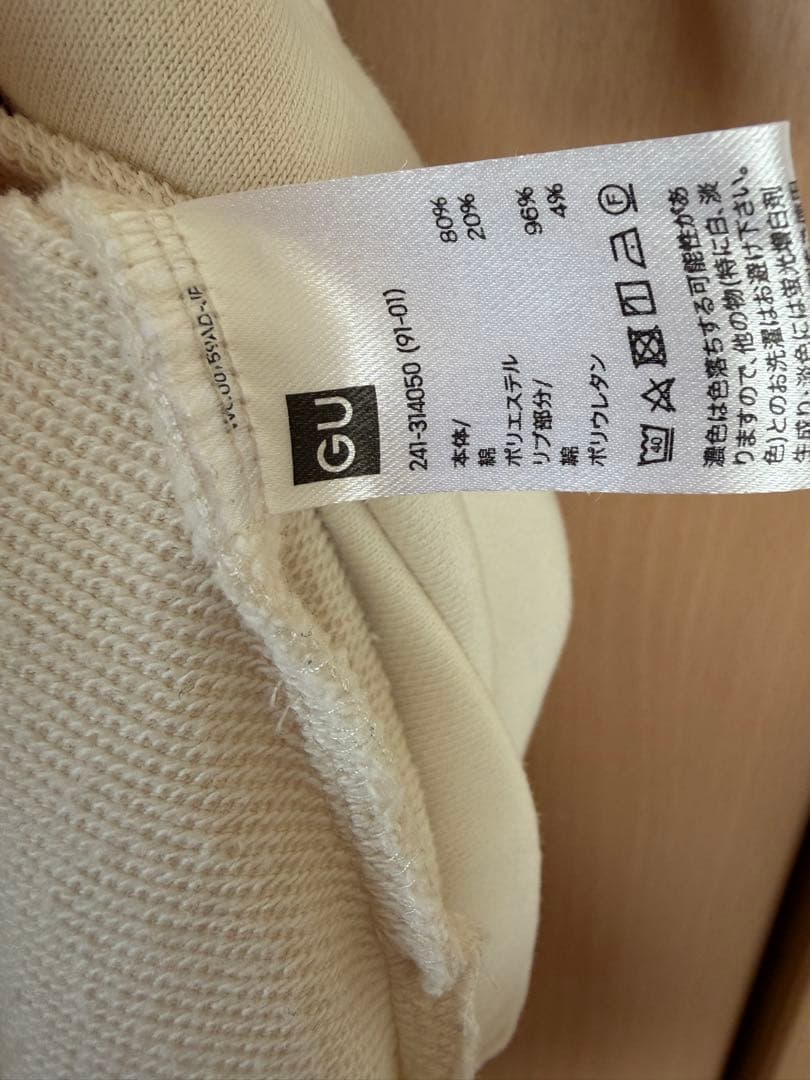 GU
241-314050 (91-01)
本体/
綿 80%
ポリエステル 20%
リブ部分/
綿 96%
ポリウレタン 4%
40 F
濃色は色落ちする可能性があ
りますので、他の物(特に白、淡
色)とのお洗濯はお避け下さい。